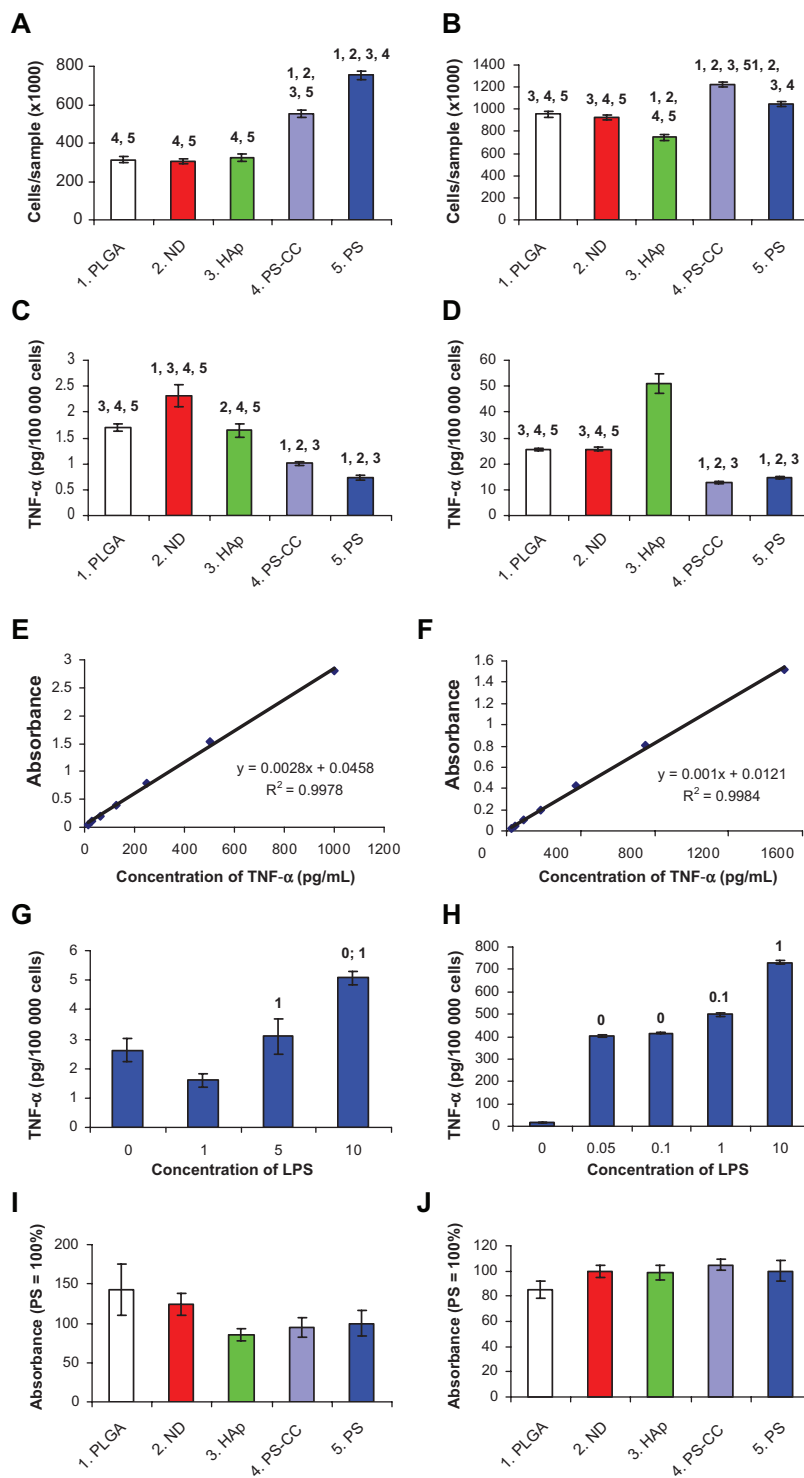 A
Cells/sample (x1000)
800
600
400
200
0
4, 5
4, 5
4, 5
1, 2,
3, 5
1, 2, 3, 4
1. PLGA
2. ND
3. HAp
4. PS-CC
5. PS
B
Cells/sample (x1000)
1400
1200
1000
800
600
400
200
0
3, 4, 5
3, 4, 5
1, 2,
4, 5
1, 2, 3, 51, 2,
3, 4
1. PLGA
2. ND
3. HAp
4. PS-CC
5. PS
C
TNF-α (pg/100 000 cells)
3
2.5
2
1.5
1
0.5
0
3, 4, 5
1, 3, 4, 5
2, 4, 5
1, 2, 3
1, 2, 3
1. PLGA
2. ND
3. HAp
4. PS-CC
5. PS
D
TNF-α (pg/100 000 cells)
60
50
40
30
20
10
0
3, 4, 5
3, 4, 5
1, 2, 3
1, 2, 3
1. PLGA
2. ND
3. HAp
4. PS-CC
5. PS
E
Absorbance
3
2.5
2
1.5
1
0.5
0
y = 0.0028x + 0.0458
R² = 0.9978
0 200 400 600 800 1000 1200
Concentration of TNF-α (pg/mL)
F
Absorbance
1.6
1.4
1.2
1
0.8
0.6
0.4
0.2
0
y = 0.001x + 0.0121
R² = 0.9984
0 400 800 1200 1600
Concentration of TNF-α (pg/mL)
G
TNF-α (pg/100 000 cells)
6
5
4
3
2
1
0
1
0; 1
0 1 5 10
Concentration of LPS
H
TNF-α (pg/100 000 cells)
800
700
600
500
400
300
200
100
0
0
0
0.1
1
0 0.05 0.1 1 10
Concentration of LPS
I
Absorbance (PS = 100%)
200
150
100
50
0
1. PLGA
2. ND
3. HAp
4. PS-CC
5. PS
J
Absorbance (PS = 100%)
120
100
80
60
40
20
0
1. PLGA
2. ND
3. HAp
4. PS-CC
5. PS